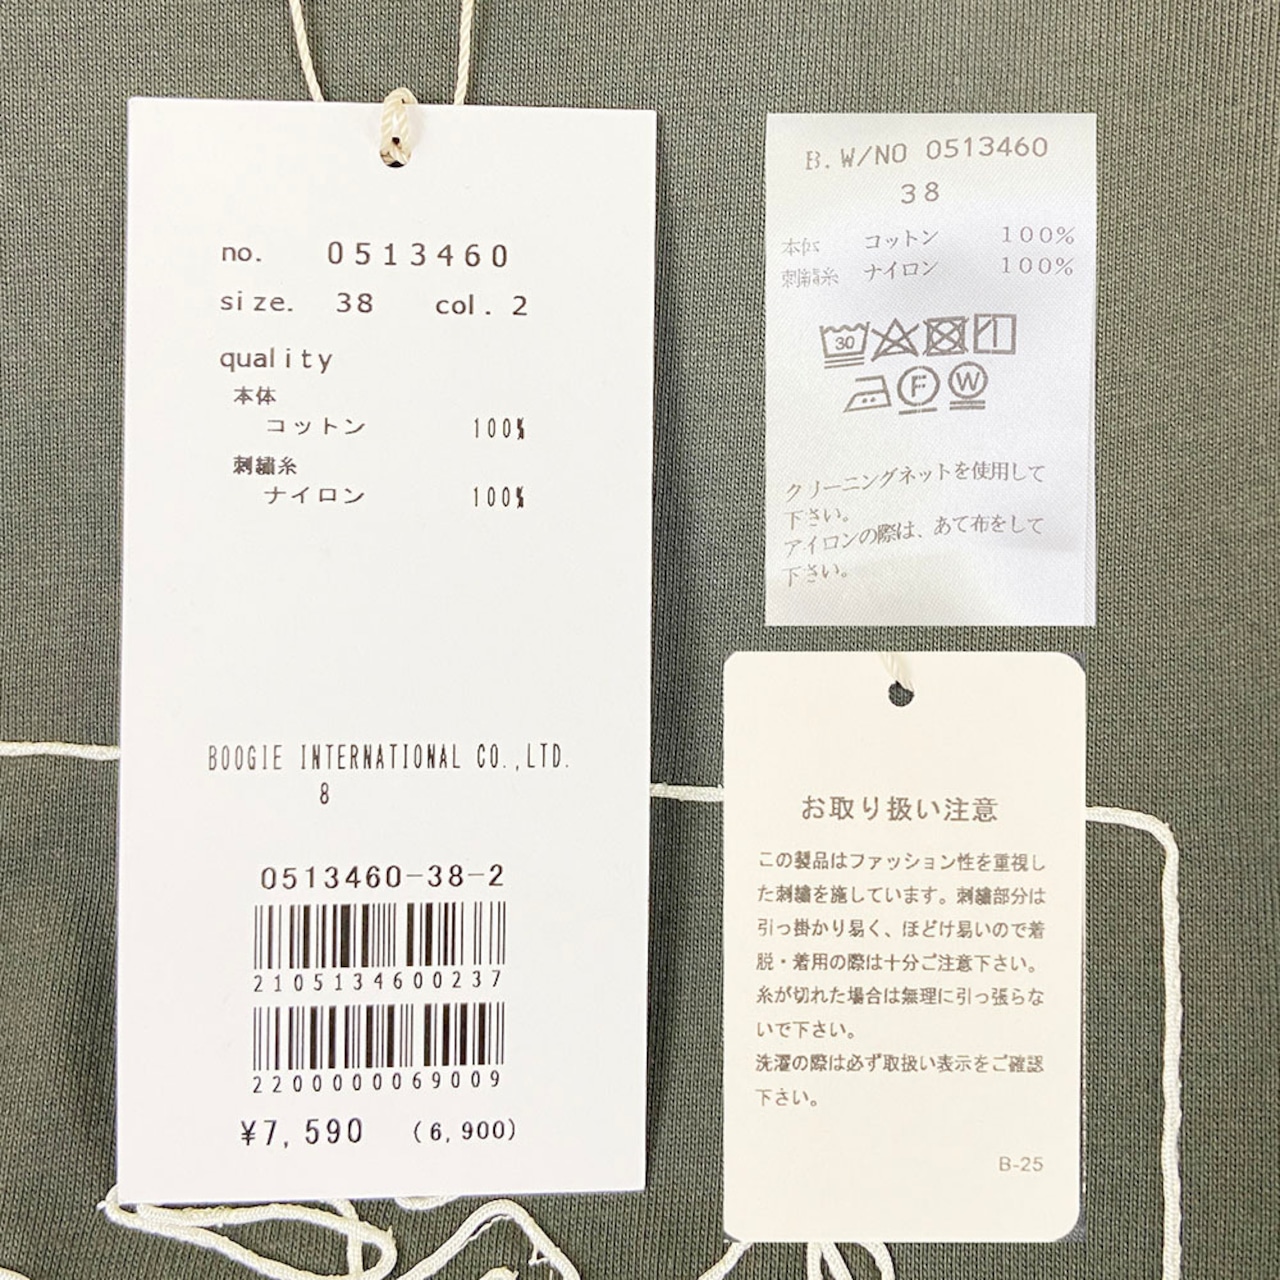 no. 0513460
size. 38 col. 2
quality
本体
コットン 100%
刺繍糸
ナイロン 100%
BOOGIE INTERNATIONAL CO.,LTD.
8
0513460-38-2
2105134600237
2200000069009
¥7,590 (6,900)
B.W/NO 0513460
38
本体 コットン 100%
刺繍糸 ナイロン 100%
30
F W
クリーニングネットを使用して
下さい。
アイロンの際は、あて布をして
下さい。
お取り扱い注意
この製品はファッション性を重視し
た刺繍を施しています。刺繍部分は
引っ掛かり易く、ほどけ易いので着
脱・着用の際は十分ご注意下さい。
糸が切れた場合は無理に引っ張らな
いで下さい。
洗濯の際は必ず取扱い表示をご確認
下さい。
B-25